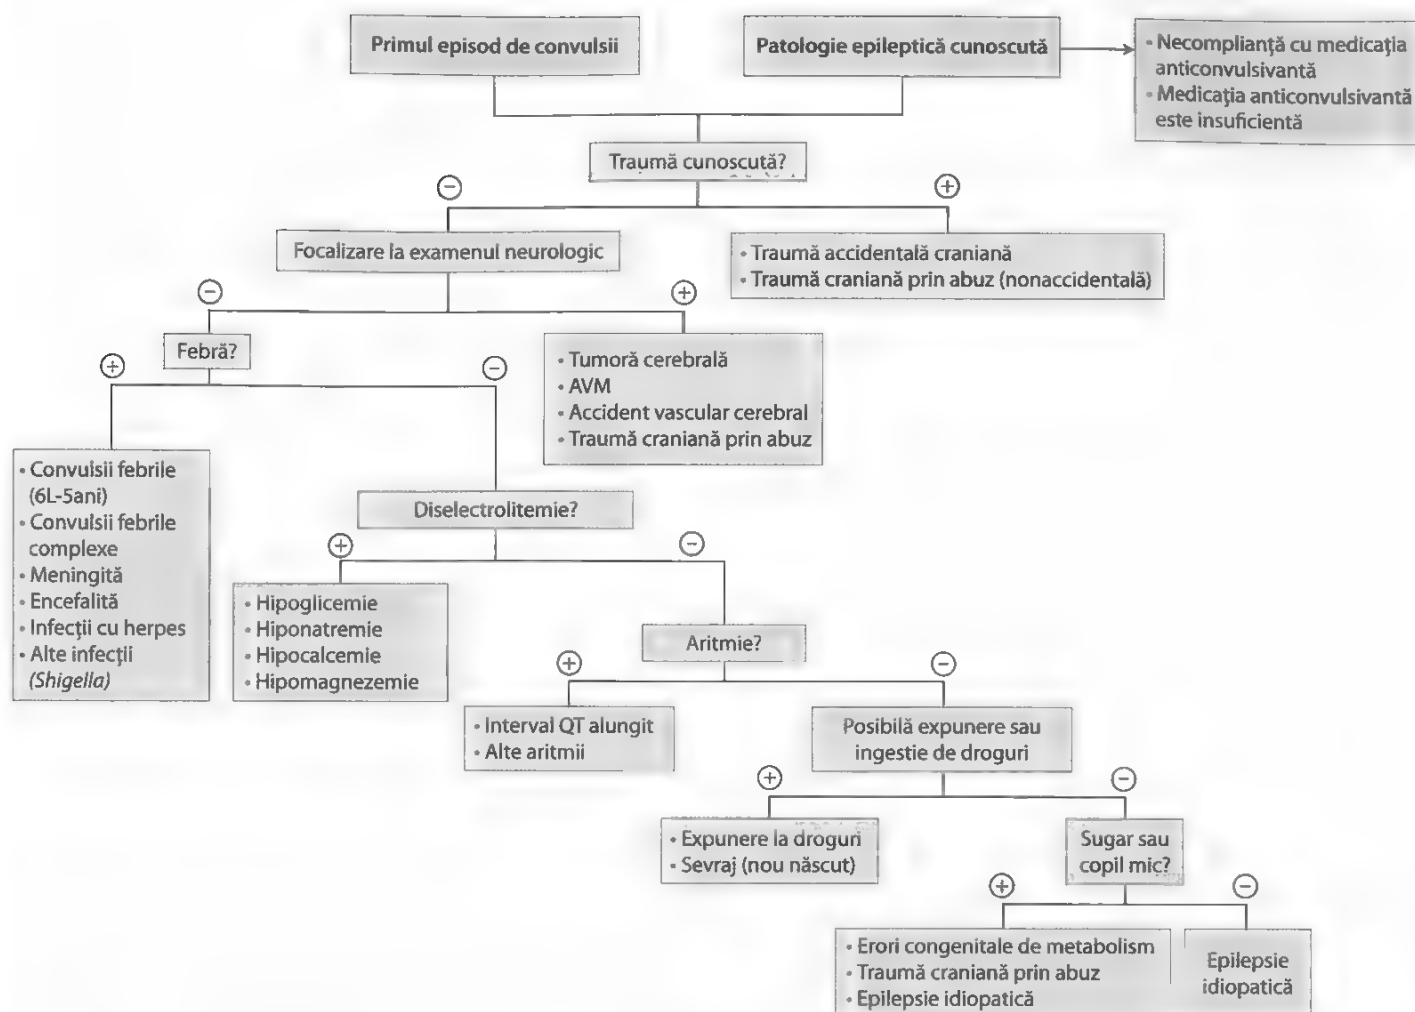 Primul episod de convulsii
Patologie epileptică cunoscută
• Necomplianță cu medicația
anticonvulsivantă
• Medicația anticonvulsivantă
este insuficientă
Traumă cunoscută?
−
+
Focalizare la examenul neurologic
• Traumă accidentală craniană
• Traumă craniană prin abuz (nonaccidentală)
−
+
Febră?
• Tumoră cerebrală
• AVM
• Accident vascular cerebral
• Traumă craniană prin abuz
+
−
• Convulsii febrile
(6L-5ani)
• Convulsii febrile
complexe
• Meningită
• Encefalită
• Infecții cu herpes
• Alte infecții
(Shigella)
Diselectrolitemie?
+
−
• Hipoglicemie
• Hiponatremie
• Hipocalcemie
• Hipomagnezemie
Aritmie?
+
−
• Interval QT alungit
• Alte aritmii
Posibilă expunere sau
ingestie de droguri
+
−
• Expunere la droguri
• Sevraj (nou născut)
Sugar sau
copil mic?
+
−
• Erori congenitale de metabolism
• Traumă craniană prin abuz
• Epilepsie idiopatică
Epilepsie
idiopatică